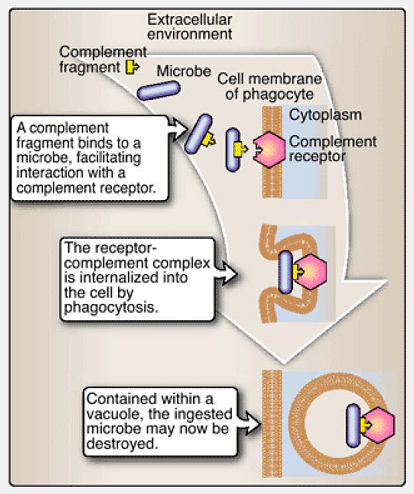 Extracellular
environment
Complement
fragment
Microbe
Cell membrane
of phagocyte
Cytoplasm
Complement
receptor
A complement
fragment binds to a
microbe, facilitating
interaction with a
complement receptor.
The receptor-
complement complex
is internalized into
the cell by
phagocytosis.
Contained within a
vacuole, the ingested
microbe may now be
destroyed.